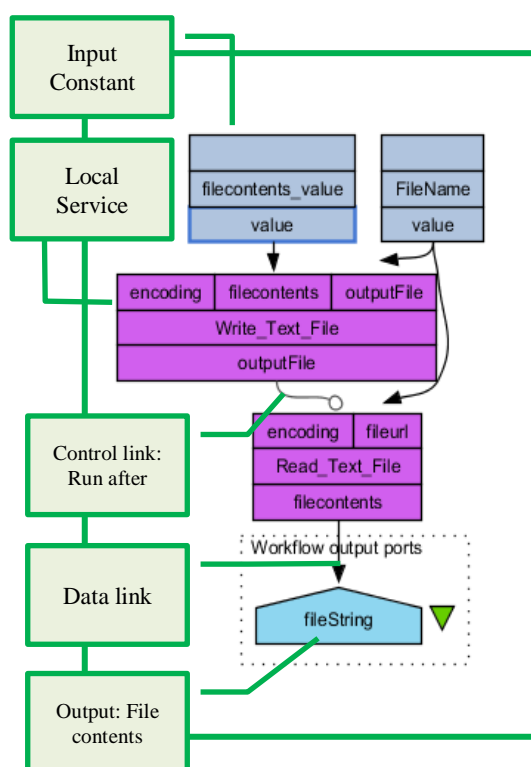 Input
Constant
Local
Service
filecontents_value
value
FileName
value
encoding
filecontents
outputFile
Write_Text_File
outputFile
Control link:
Run after
encoding
fileurl
Read_Text_File
filecontents
Data link
Workflow output ports
fileString
Output: File
contents